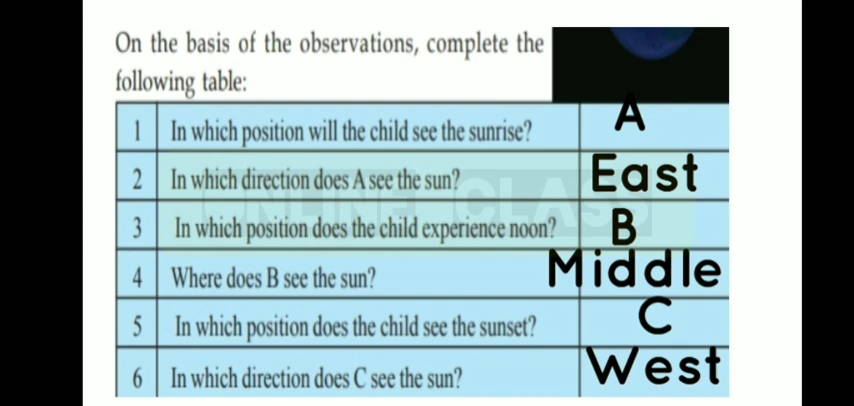 On the basis of the observations, complete the
following table:
1 In which position will the child see the sunrise? A
2 In which direction does A see the sun? East
3 In which position does the child experience noon? B
4 Where does B see the sun? Middle
5 In which position does the child see the sunset? C
6 In which direction does C see the sun? West
ONLINE CLASS